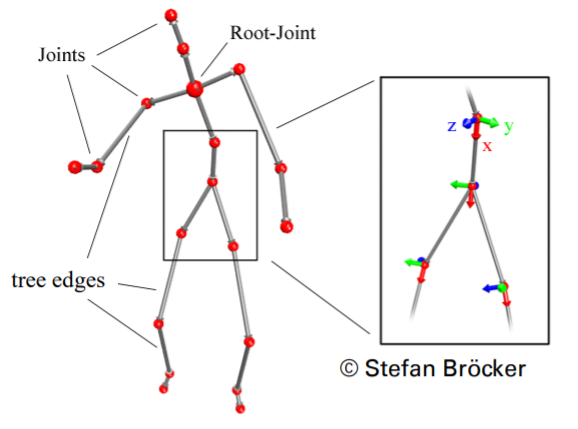 Root-Joint
Joints
z
y
x
tree edges
© Stefan Bröcker